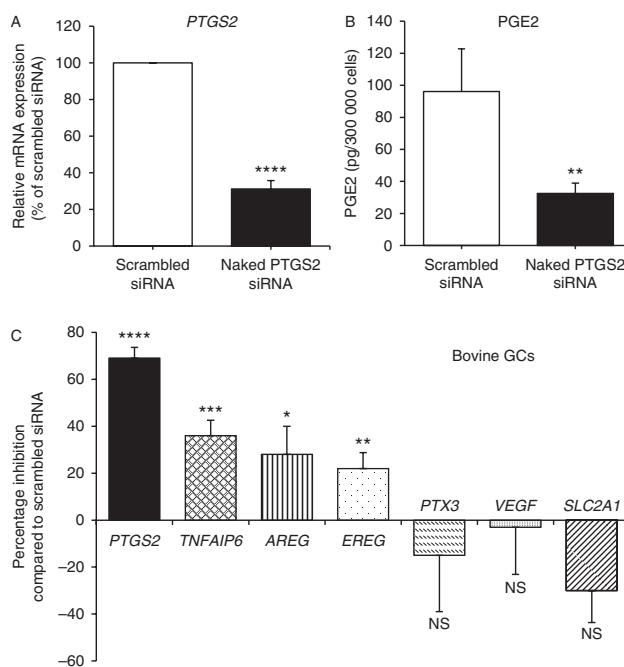 A
PTGS2
Relative mRNA expression
(% of scrambled siRNA)
120
100
80
60
40
20
0
****
Scrambled
siRNA
Naked PTGS2
siRNA
B
PGE2
PGE2 (pg/300 000 cells)
140
120
100
80
60
40
20
0
**
Scrambled
siRNA
Naked PTGS2
siRNA
C
Bovine GCs
Percentage inhibition
compared to scrambled siRNA
80
60
40
20
0
−20
−40
−60
****
***
*
**
PTGS2
TNFAIP6
AREG
EREG
PTX3
VEGF
SLC2A1
NS
NS
NS